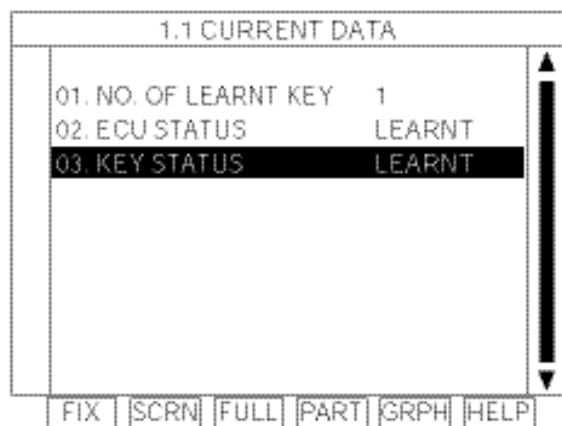 1.1 CURRENT DATA
01. NO. OF LEARNT KEY 1
02. ECU STATUS LEARNT
03. KEY STATUS LEARNT
FIX SCRN FULL PART GRPH HELP